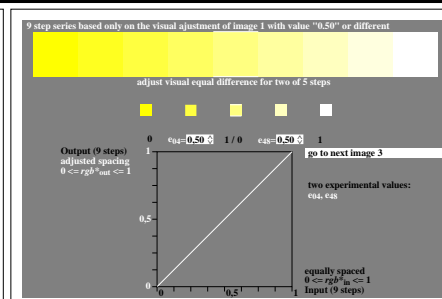 9 step series based only on the visual ajustment of image 1 with value "0.50" or different
adjust visual equal difference for two of 5 steps
0 e04=0,50 1 / 0 e48=0,50 1
Output (9 steps)
adjusted spacing
0 <= rgb*out <= 1
1
go to next image 3
two experimental values:
e04, e48
0,5
0
equally spaced
0 <= rgb*in <= 1
Input (9 steps)
0 0,5 1